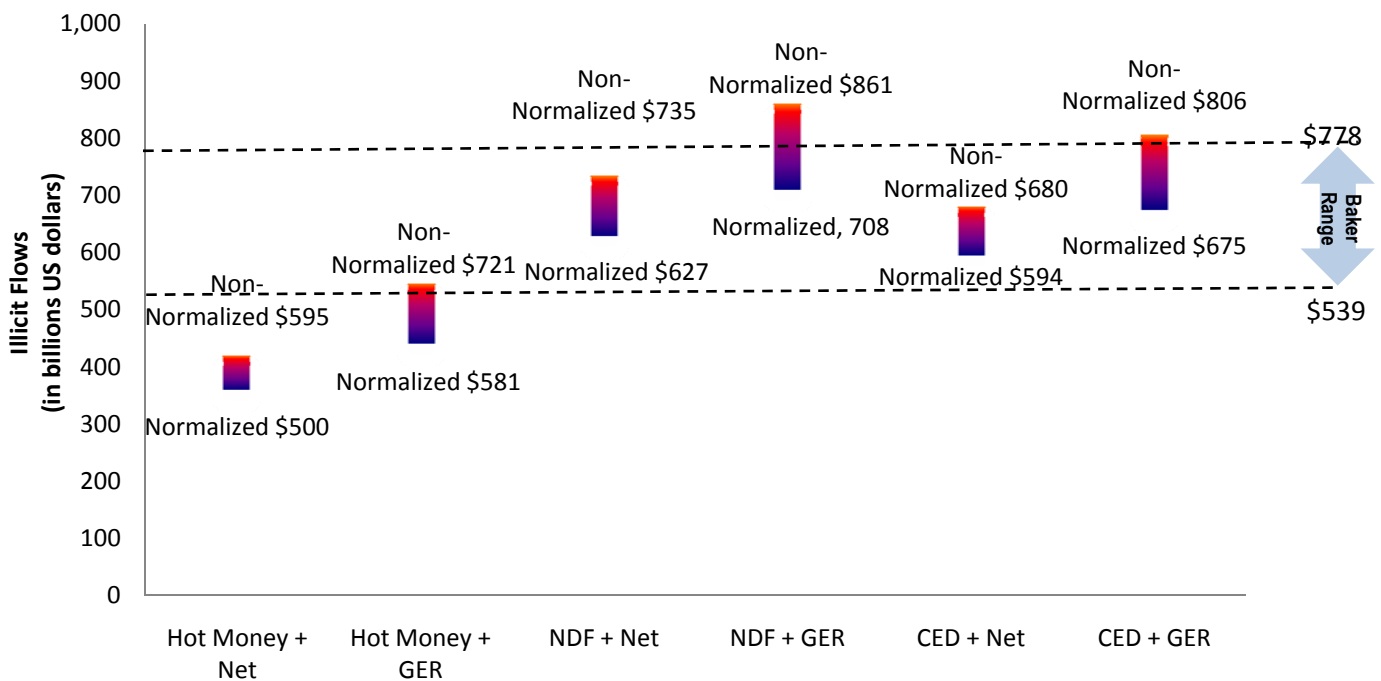 1,000
900
800
700
600
500
400
300
200
100
0
Illicit Flows
(in billions US dollars)
Non-
Normalized $595
Normalized $500
Non-
Normalized $721
Normalized $581
Non-
Normalized $735
Normalized $627
Non-
Normalized $861
Normalized, 708
Non-
Normalized $680
Normalized $594
Non-
Normalized $806
Normalized $675
$778
Baker
Range
$539
Hot Money +
Net
Hot Money +
GER
NDF + Net
NDF + GER
CED + Net
CED + GER